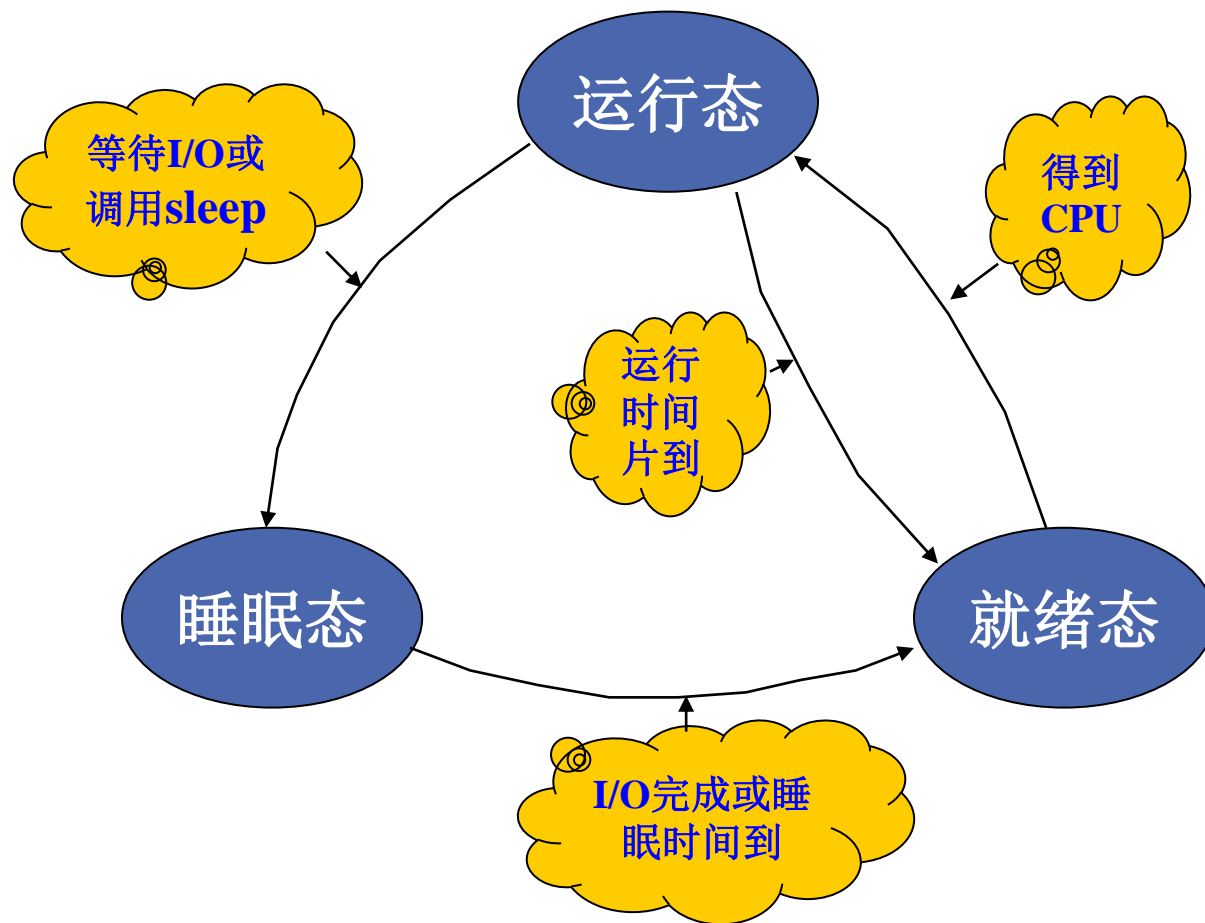 运行态
等待I/O或
调用sleep
得到
CPU
运行
时间
片到
睡眠态
就绪态
I/O完成或睡
眠时间到